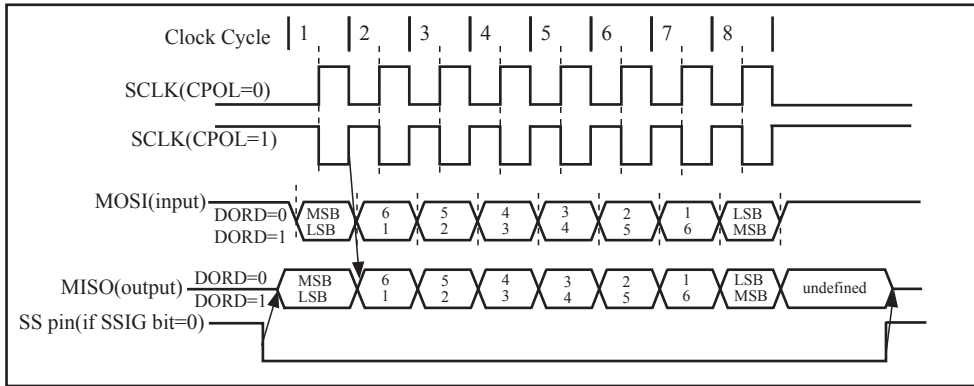 Clock Cycle 1 2 3 4 5 6 7 8
SCLK(CPOL=0)
SCLK(CPOL=1)
MOSI(input)
DORD=0 MSB 6 5 4 3 2 1 LSB
DORD=1 LSB 1 2 3 4 5 6 MSB
MISO(output)
DORD=0 MSB 6 5 4 3 2 1 LSB undefined
DORD=1 LSB 1 2 3 4 5 6 MSB
SS pin(if SSIG bit=0)